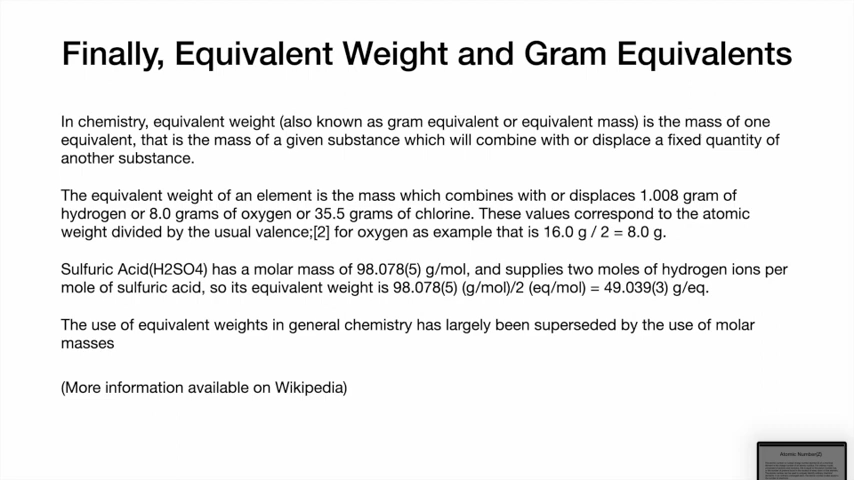 Finally, Equivalent Weight and Gram Equivalents
In chemistry, equivalent weight (also known as gram equivalent or equivalent mass) is the mass of one
equivalent, that is the mass of a given substance which will combine with or displace a fixed quantity of
another substance.
The equivalent weight of an element is the mass which combines with or displaces 1.008 gram of
hydrogen or 8.0 grams of oxygen or 35.5 grams of chlorine. These values correspond to the atomic
weight divided by the usual valence;[2] for oxygen as example that is 16.0 g / 2 = 8.0 g.
Sulfuric Acid(H2SO4) has a molar mass of 98.078(5) g/mol, and supplies two moles of hydrogen ions per
mole of sulfuric acid, so its equivalent weight is 98.078(5) (g/mol)/2 (eq/mol) = 49.039(3) g/eq.
The use of equivalent weights in general chemistry has largely been superseded by the use of molar
masses
(More information available on Wikipedia)
Atomic Number(Z)